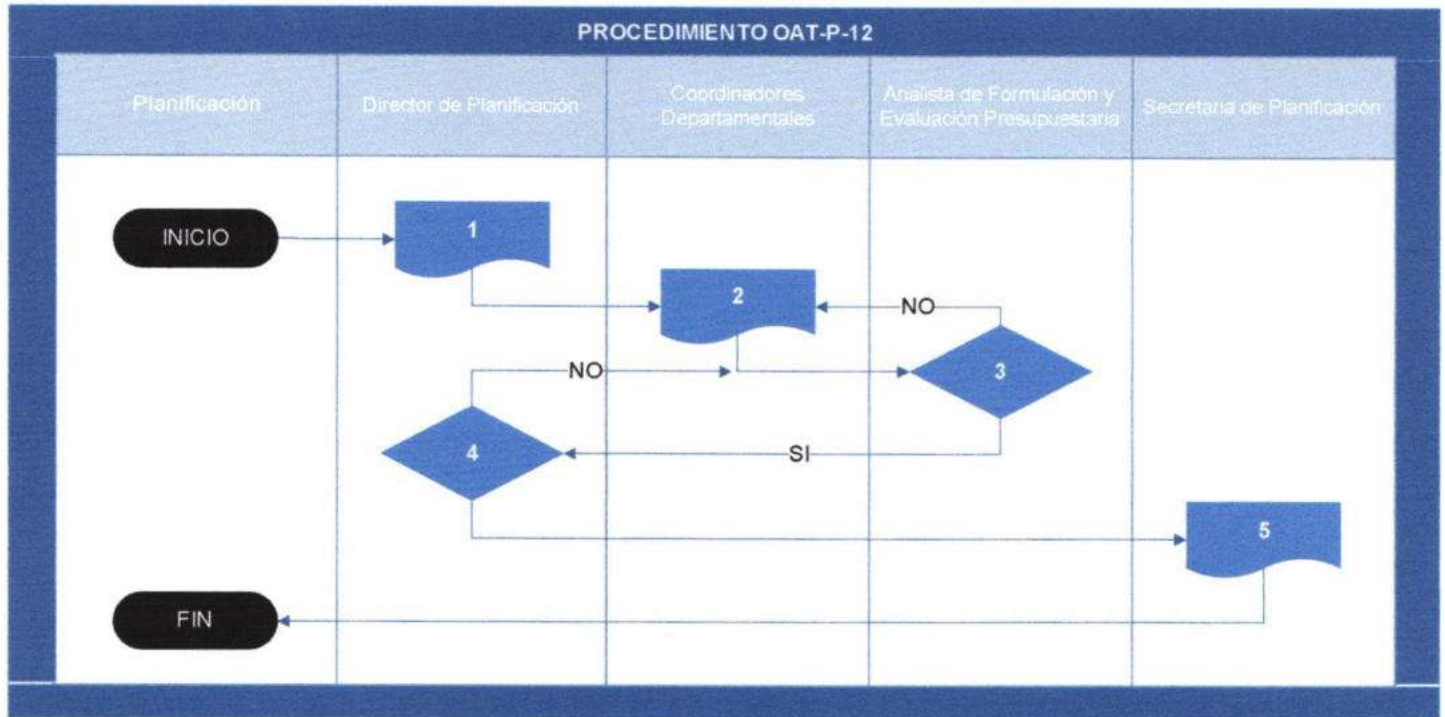 PROCEDIMIENTO OAT-P-12
Planificación
Director de Planificación
Coordinadores
Departamentales
Analista de Formulación y
Evaluación Presupuestaria
Secretaria de Planificación
INICIO
1
2
NO
NO
3
4
SI
5
FIN